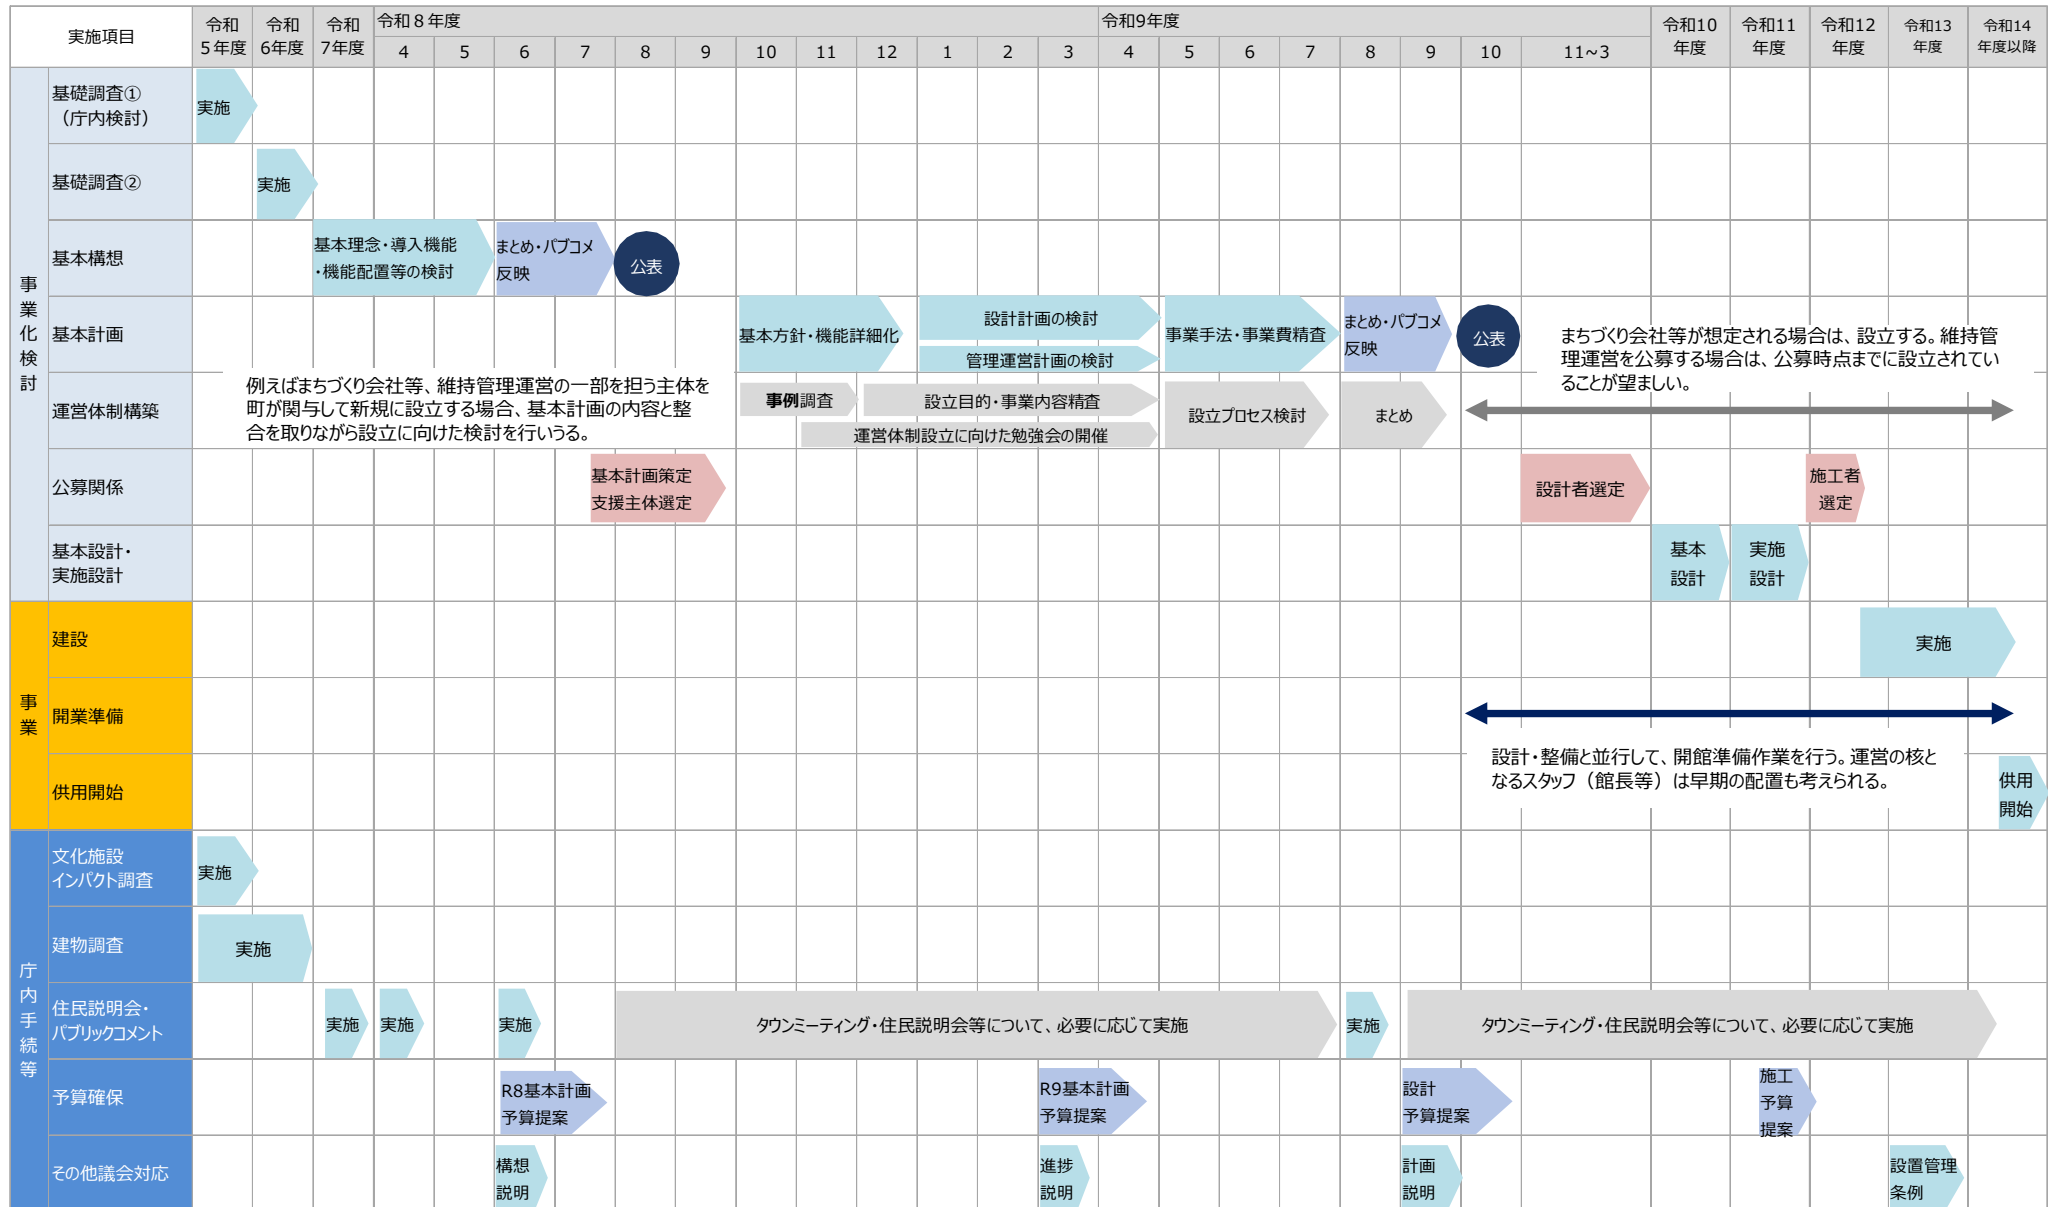 実施項目
令和
５年度
令和
6年度
令和
7年度
令和８年度
令和9年度
令和10
年度
令和11
年度
令和12
年度
令和13
年度
令和14
年度以降
4 5 6 7 8 9 10 11 12 1 2 3 4 5 6 7 8 9 10 11~3
事業化検討
基礎調査①
（庁内検討）
実施
基礎調査②
実施
基本構想
基本理念・導入機能
・機能配置等の検討
まとめ・パブコメ
反映
公表
基本計画
基本方針・機能詳細化
設計計画の検討
管理運営計画の検討
事業手法・事業費精査
まとめ・パブコメ
反映
公表
まちづくり会社等が想定される場合は、設立する。維持管
理運営を公募する場合は、公募時点までに設立されてい
ることが望ましい。
運営体制構築
例えばまちづくり会社等、維持管理運営の一部を担う主体を
町が関与して新規に設立する場合、基本計画の内容と整
合を取りながら設立に向けた検討を行いうる。
事例調査
設立目的・事業内容精査
運営体制設立に向けた勉強会の開催
設立プロセス検討
まとめ
公募関係
基本計画策定
支援主体選定
設計者選定
施工者
選定
基本設計・
実施設計
基本
設計
実施
設計
事業
建設
実施
開業準備
設計・整備と並行して、開館準備作業を行う。運営の核と
なるスタッフ（館長等）は早期の配置も考えられる。
供用開始
供用
開始
庁内手続等
文化施設
インパクト調査
実施
建物調査
実施
住民説明会・
パブリックコメント
実施
実施
実施
タウンミーティング・住民説明会等について、必要に応じて実施
実施
タウンミーティング・住民説明会等について、必要に応じて実施
予算確保
R8基本計画
予算提案
R9基本計画
予算提案
設計
予算提案
施工
予算
提案
その他議会対応
構想
説明
進捗
説明
計画
説明
設置管理
条例